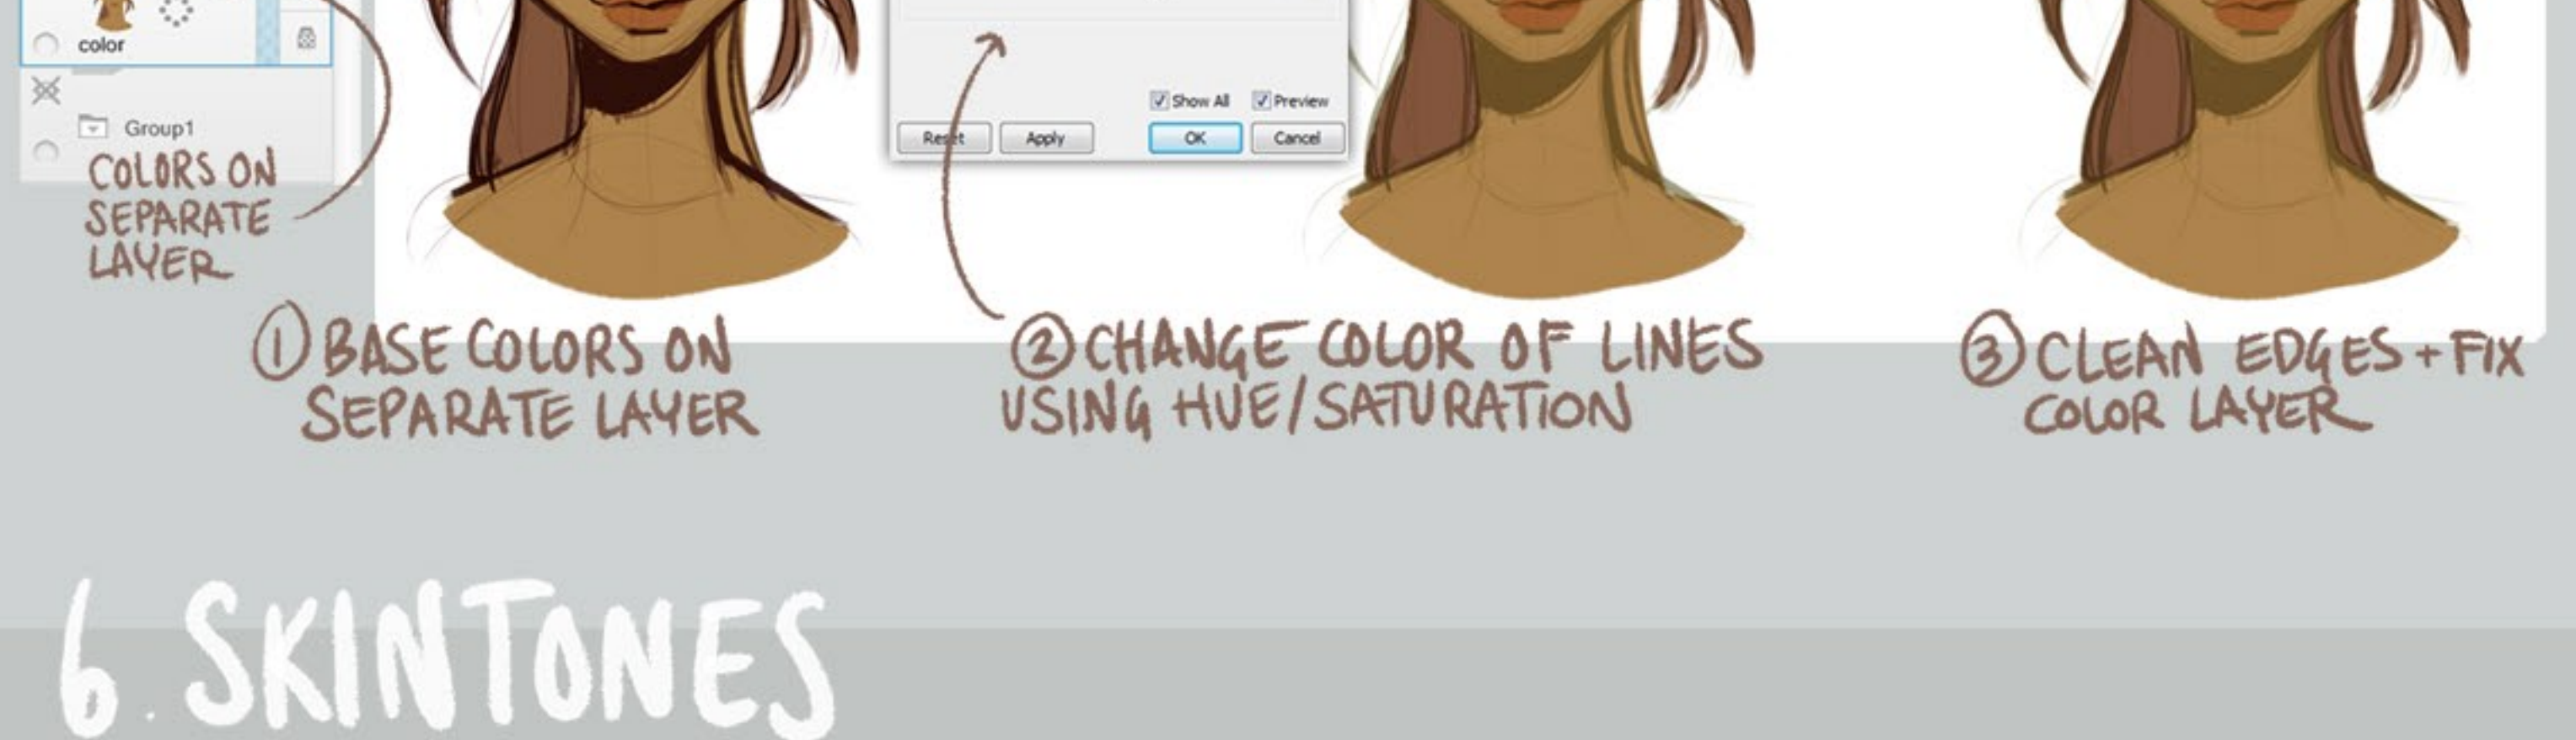 color
Group1
COLORS ON
SEPARATE
LAYER
Show All Preview
Reset Apply OK Cancel
① BASE COLORS ON
SEPARATE LAYER
② CHANGE COLOR OF LINES
USING HUE/SATURATION
③ CLEAN EDGES + FIX
COLOR LAYER
6. SKINTONES